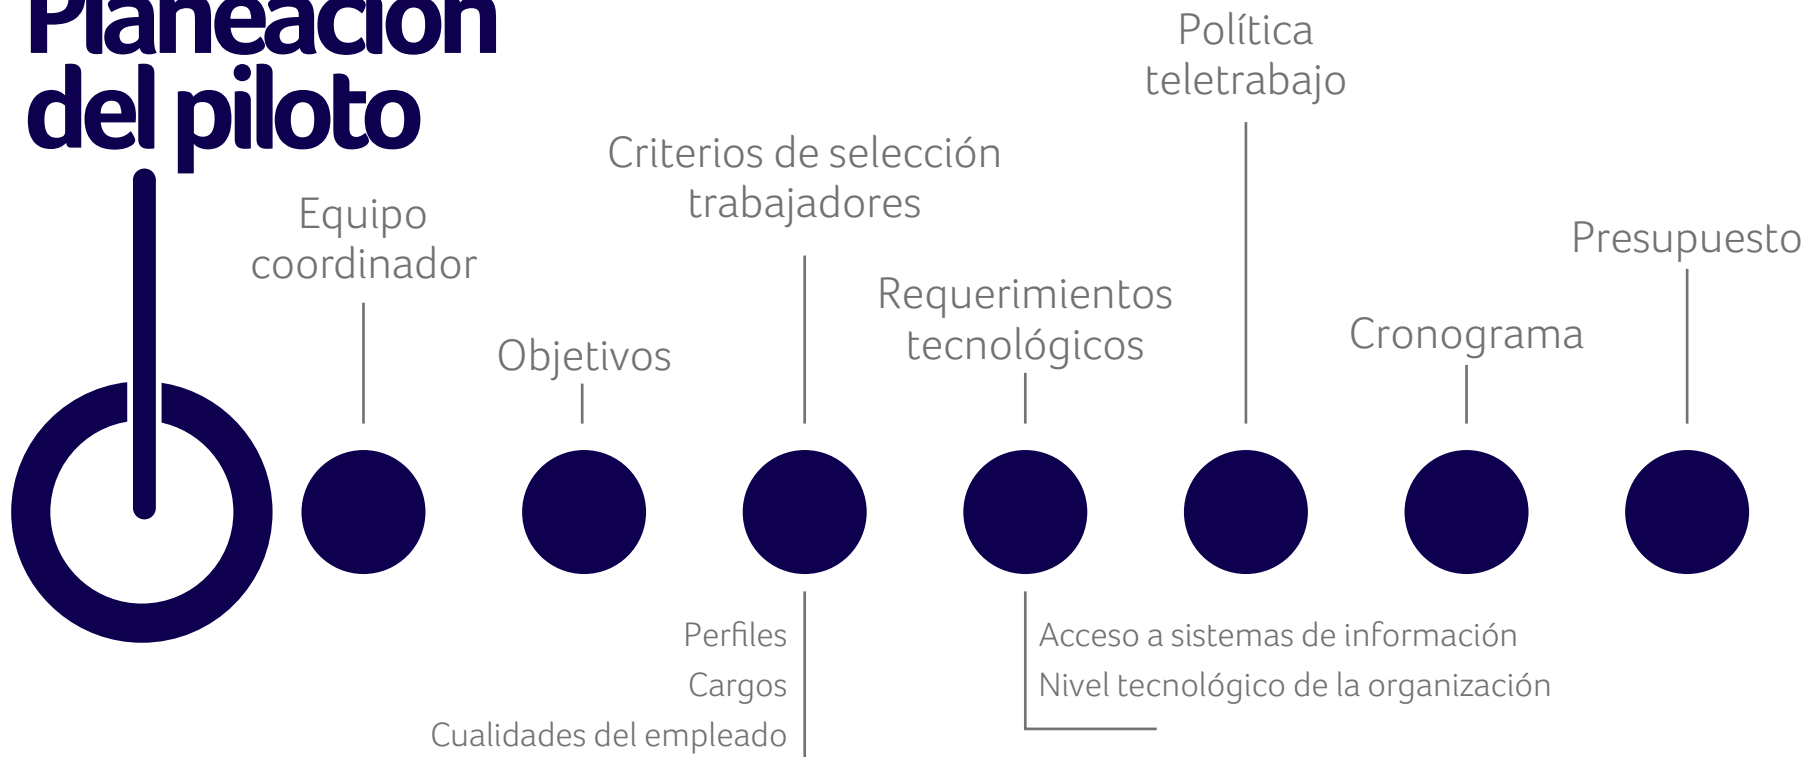 Planeación
del piloto
Equipo
coordinador
Objetivos
Criterios de selección
trabajadores
Requerimientos
tecnológicos
Política
teletrabajo
Cronograma
Presupuesto
Perfiles
Cargos
Cualidades del empleado
Acceso a sistemas de información
Nivel tecnológico de la organización